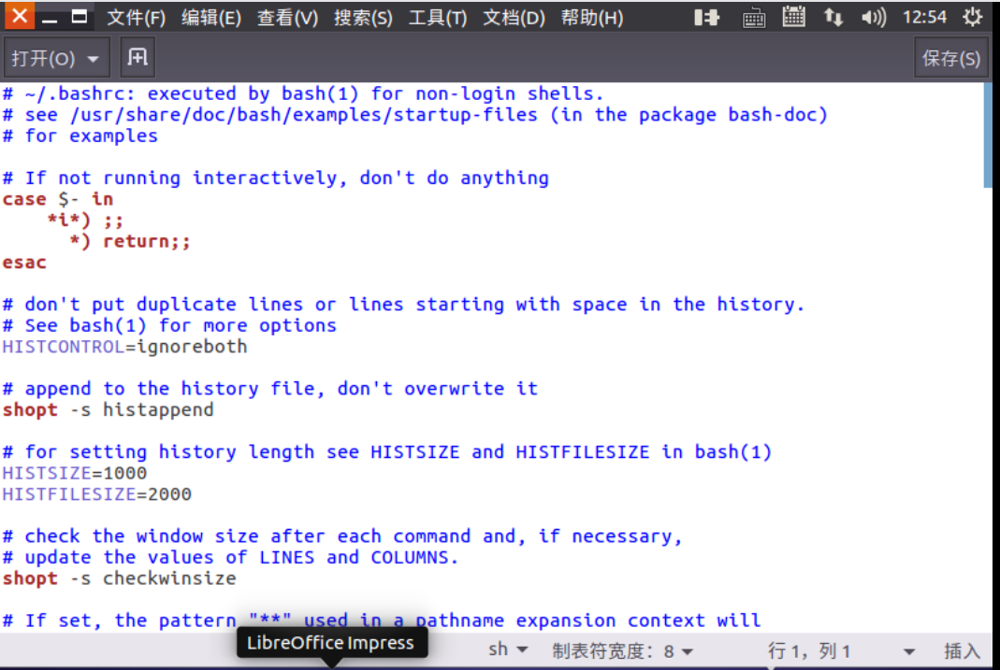 文件(F) 编辑(E) 查看(V) 搜索(S) 工具(T) 文档(D) 帮助(H) 12:54
打开(O) 保存(S)
# ~/.bashrc: executed by bash(1) for non-login shells.
# see /usr/share/doc/bash/examples/startup-files (in the package bash-doc)
# for examples
# If not running interactively, don't do anything
case $- in
    *i*) ;;
      *) return;;
esac
# don't put duplicate lines or lines starting with space in the history.
# See bash(1) for more options
HISTCONTROL=ignoreboth
# append to the history file, don't overwrite it
shopt -s histappend
# for setting history length see HISTSIZE and HISTFILESIZE in bash(1)
HISTSIZE=1000
HISTFILESIZE=2000
# check the window size after each command and, if necessary,
# update the values of LINES and COLUMNS.
shopt -s checkwinsize
# If set, the pattern "**" used in a pathname expansion context will
LibreOffice Impress
sh 制表符宽度: 8 行 1, 列 1 插入